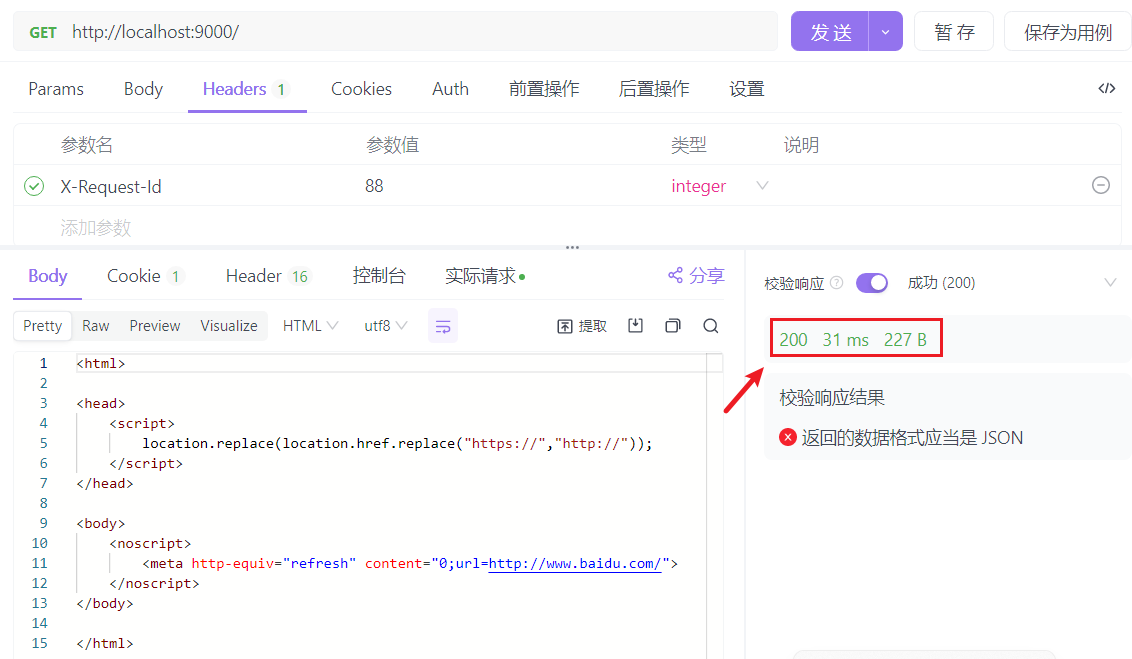 GET http://localhost:9000/ 发 送 暂 存 保存为用例
Params Body Headers 1 Cookies Auth 前置操作 后置操作 设置 </>
参数名 参数值 类型 说明
X-Request-Id 88 integer
添加参数
Body Cookie 1 Header 16 控制台 实际请求 分享
Pretty Raw Preview Visualize HTML utf8 提取
1 <html>
2
3 <head>
4 <script>
5 location.replace(location.href.replace("https://","http://"));
6 </script>
7 </head>
8
9 <body>
10 <noscript>
11 <meta http-equiv="refresh" content="0;url=http://www.baidu.com/">
12 </noscript>
13 </body>
14
15 </html>
校验响应 ? 成功 (200)
200 31 ms 227 B
校验响应结果
返回的数据格式应当是 JSON